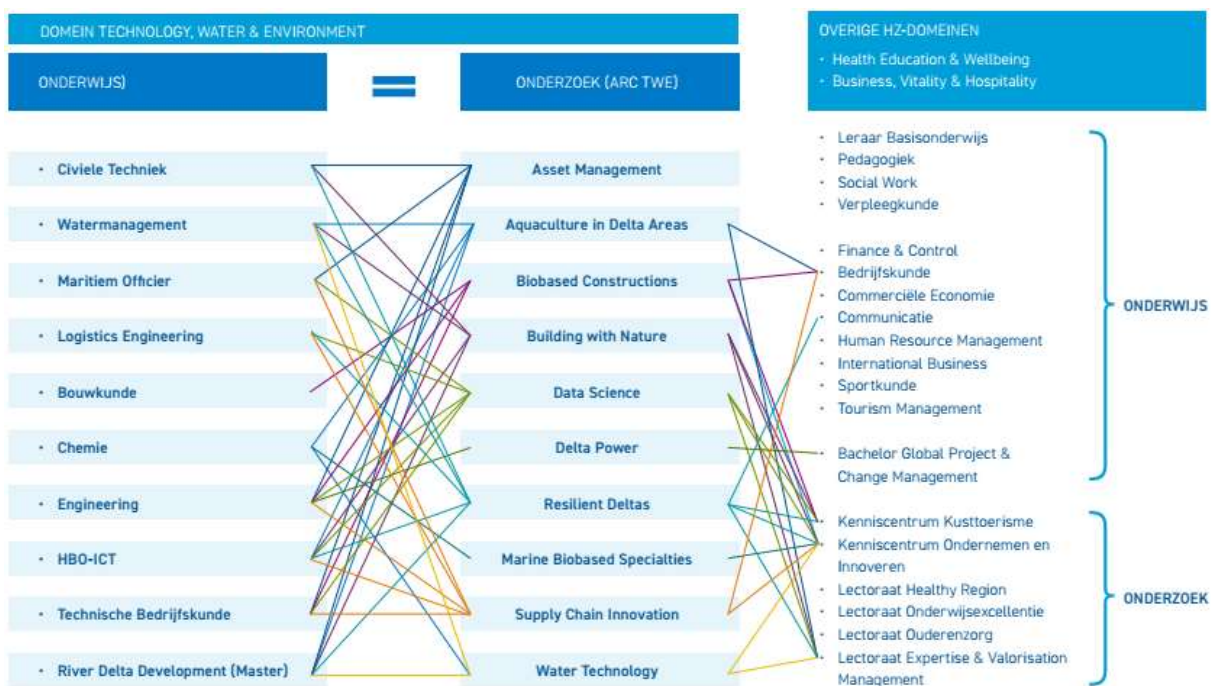 DOMEIN TECHNOLOGY, WATER & ENVIRONMENT
ONDERWIJS)
ONDERZOEK (ARC TWE)
• Civiele Techniek
• Watermanagement
• Maritiem Officier
• Logistics Engineering
• Bouwkunde
• Chemie
• Engineering
• HBO-ICT
• Technische Bedrijfskunde
• River Delta Development (Master)
Asset Management
Aquaculture in Delta Areas
Biobased Constructions
Building with Nature
Data Science
Delta Power
Resilient Deltas
Marine Biobased Specialties
Supply Chain Innovation
Water Technology
OVERIGE HZ-DOMEINEN
• Health Education & Wellbeing
• Business, Vitality & Hospitality
• Leraar Basisonderwijs
• Pedagogiek
• Social Work
• Verpleegkunde
• Finance & Control
• Bedrijfskunde
• Commerciële Economie
• Communicatie
• Human Resource Management
• International Business
• Sportkunde
• Tourism Management
• Bachelor Global Project &
Change Management
ONDERWIJS
• Kenniscentrum Kusttoerisme
• Kenniscentrum Ondernemen en
Innoveren
• Lectoraat Healthy Region
• Lectoraat Onderwijsexcellentie
• Lectoraat Ouderenzorg
• Lectoraat Expertise & Valorisation
Management
ONDERZOEK